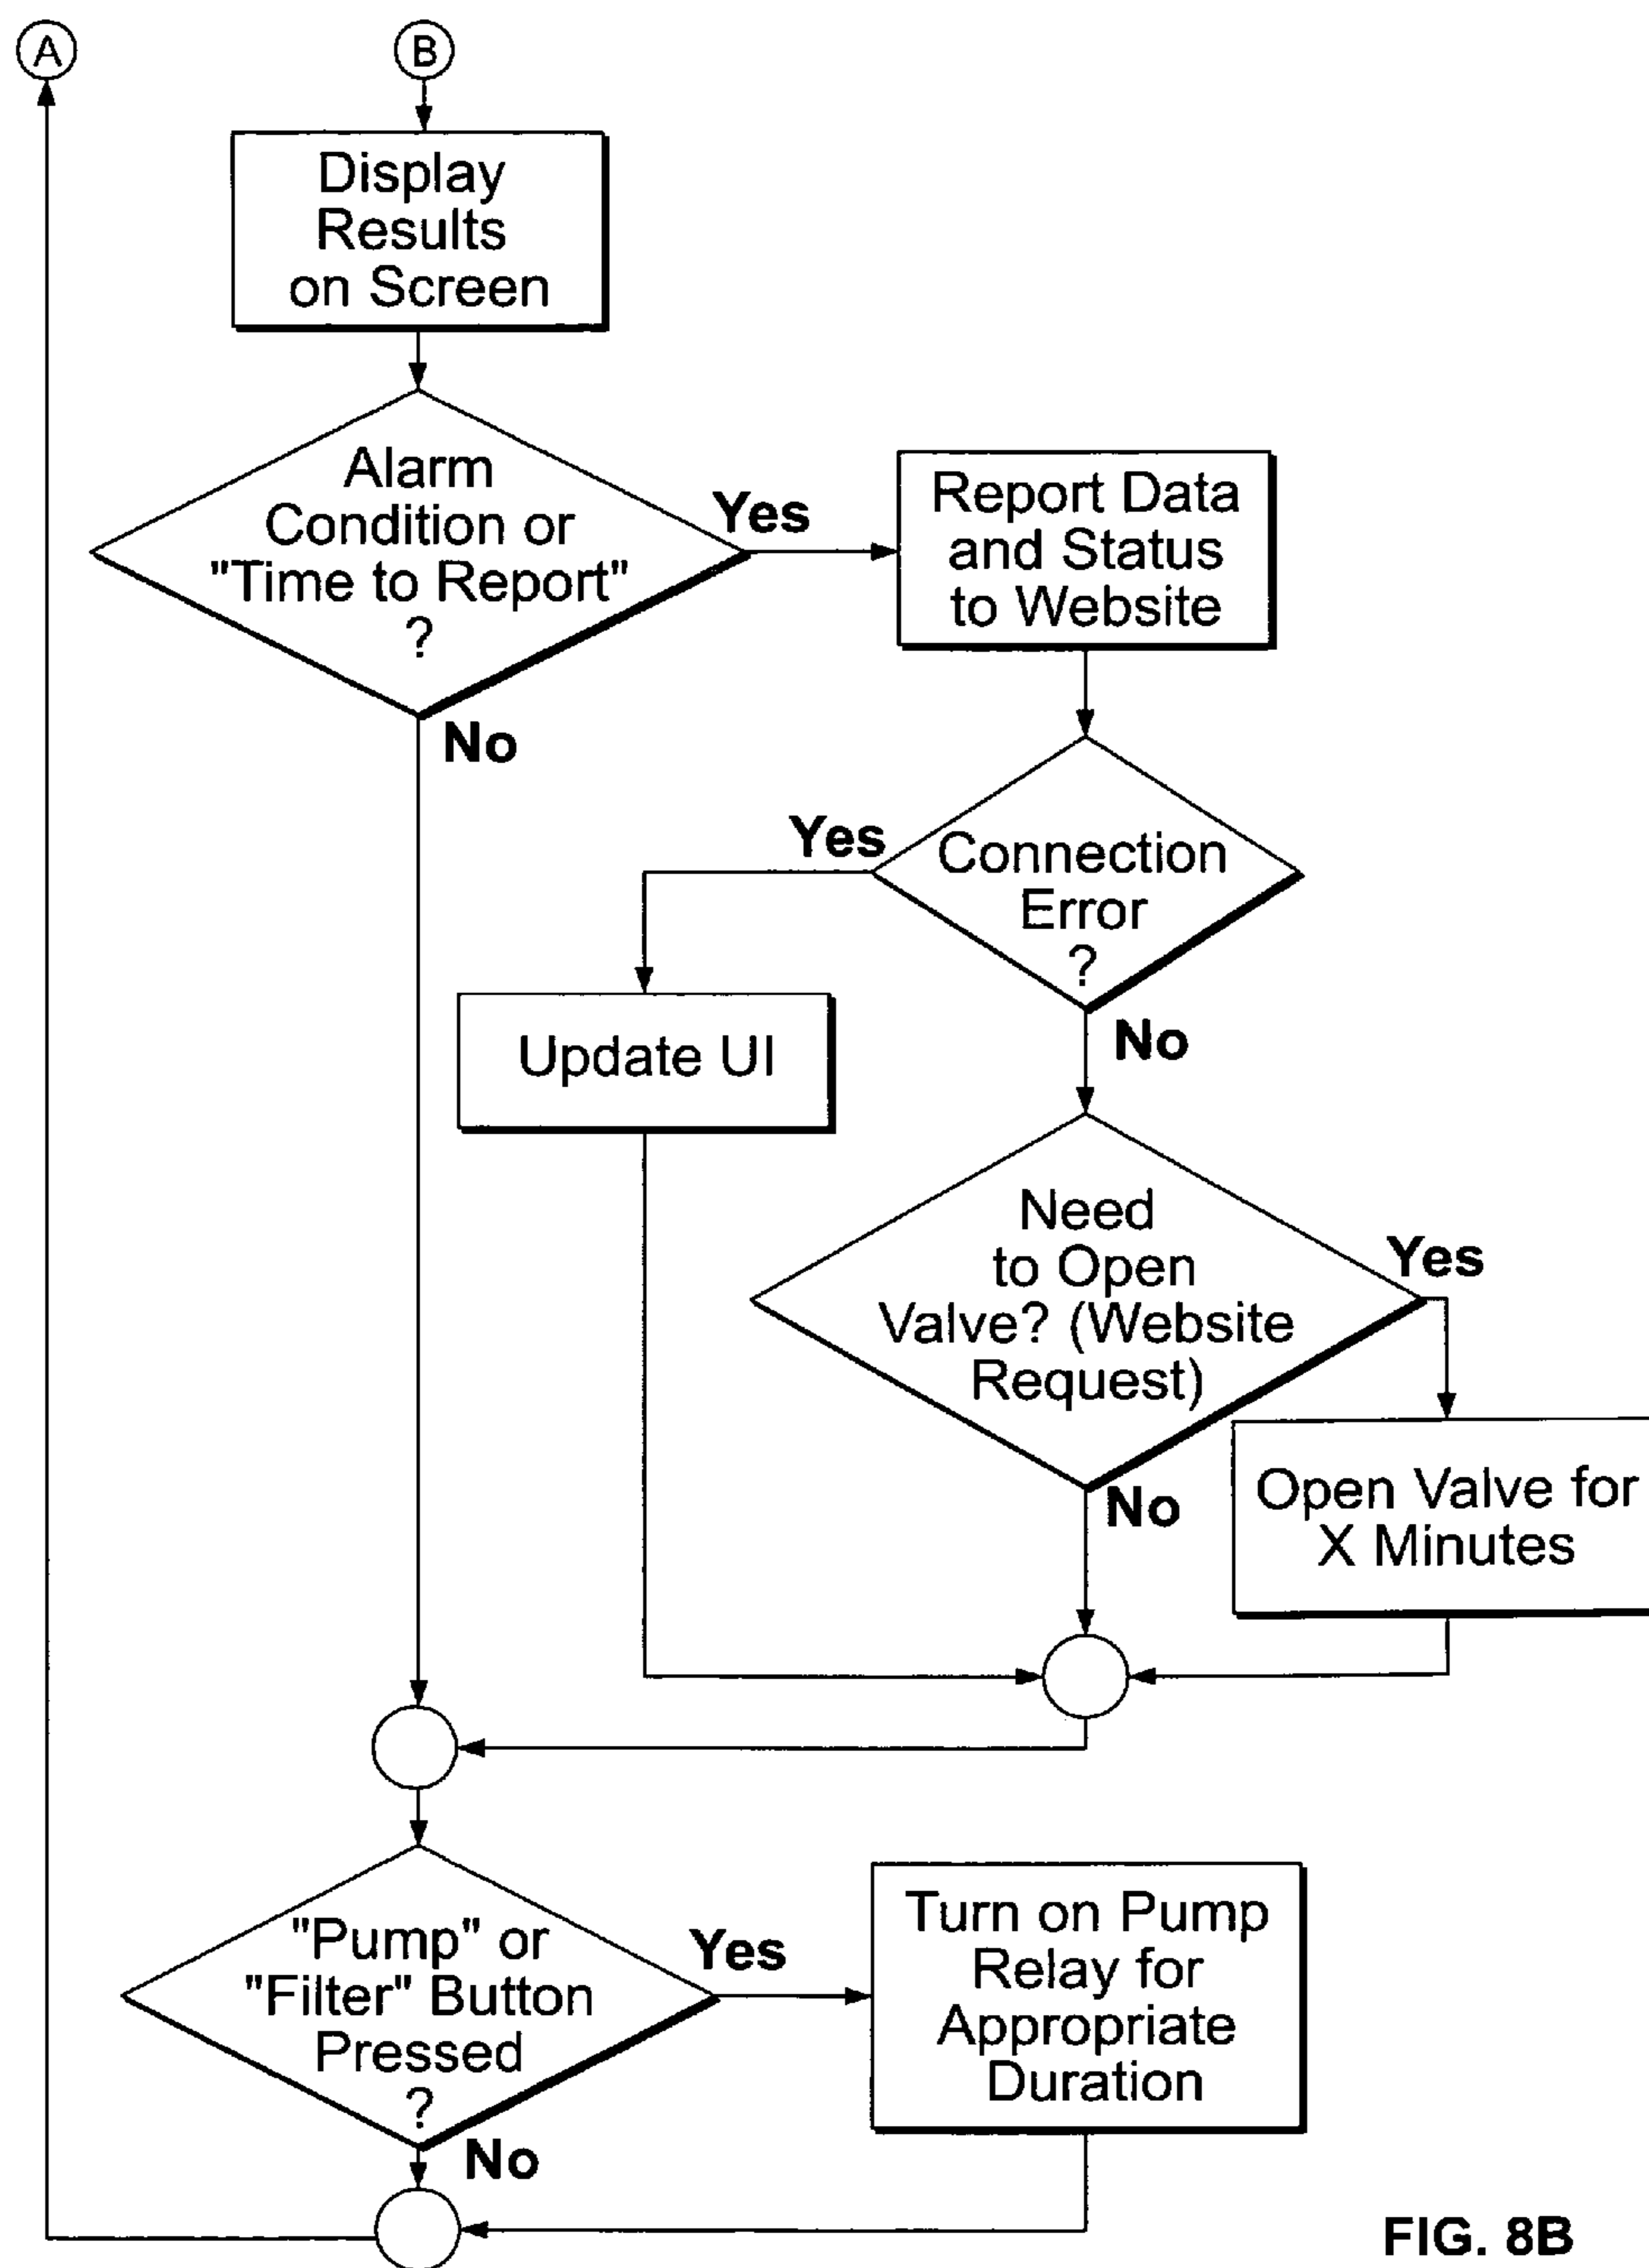 A
B
Display
Results
on Screen
Alarm
Condition or
"Time to Report"
?
Yes
No
Report Data
and Status
to Website
Connection
Error
?
Yes
No
Update UI
Need
to Open
Valve? (Website
Request)
Yes
No
Open Valve for
X Minutes
"Pump" or
"Filter" Button
Pressed
?
Yes
No
Turn on Pump
Relay for
Appropriate
Duration
FIG. 8B